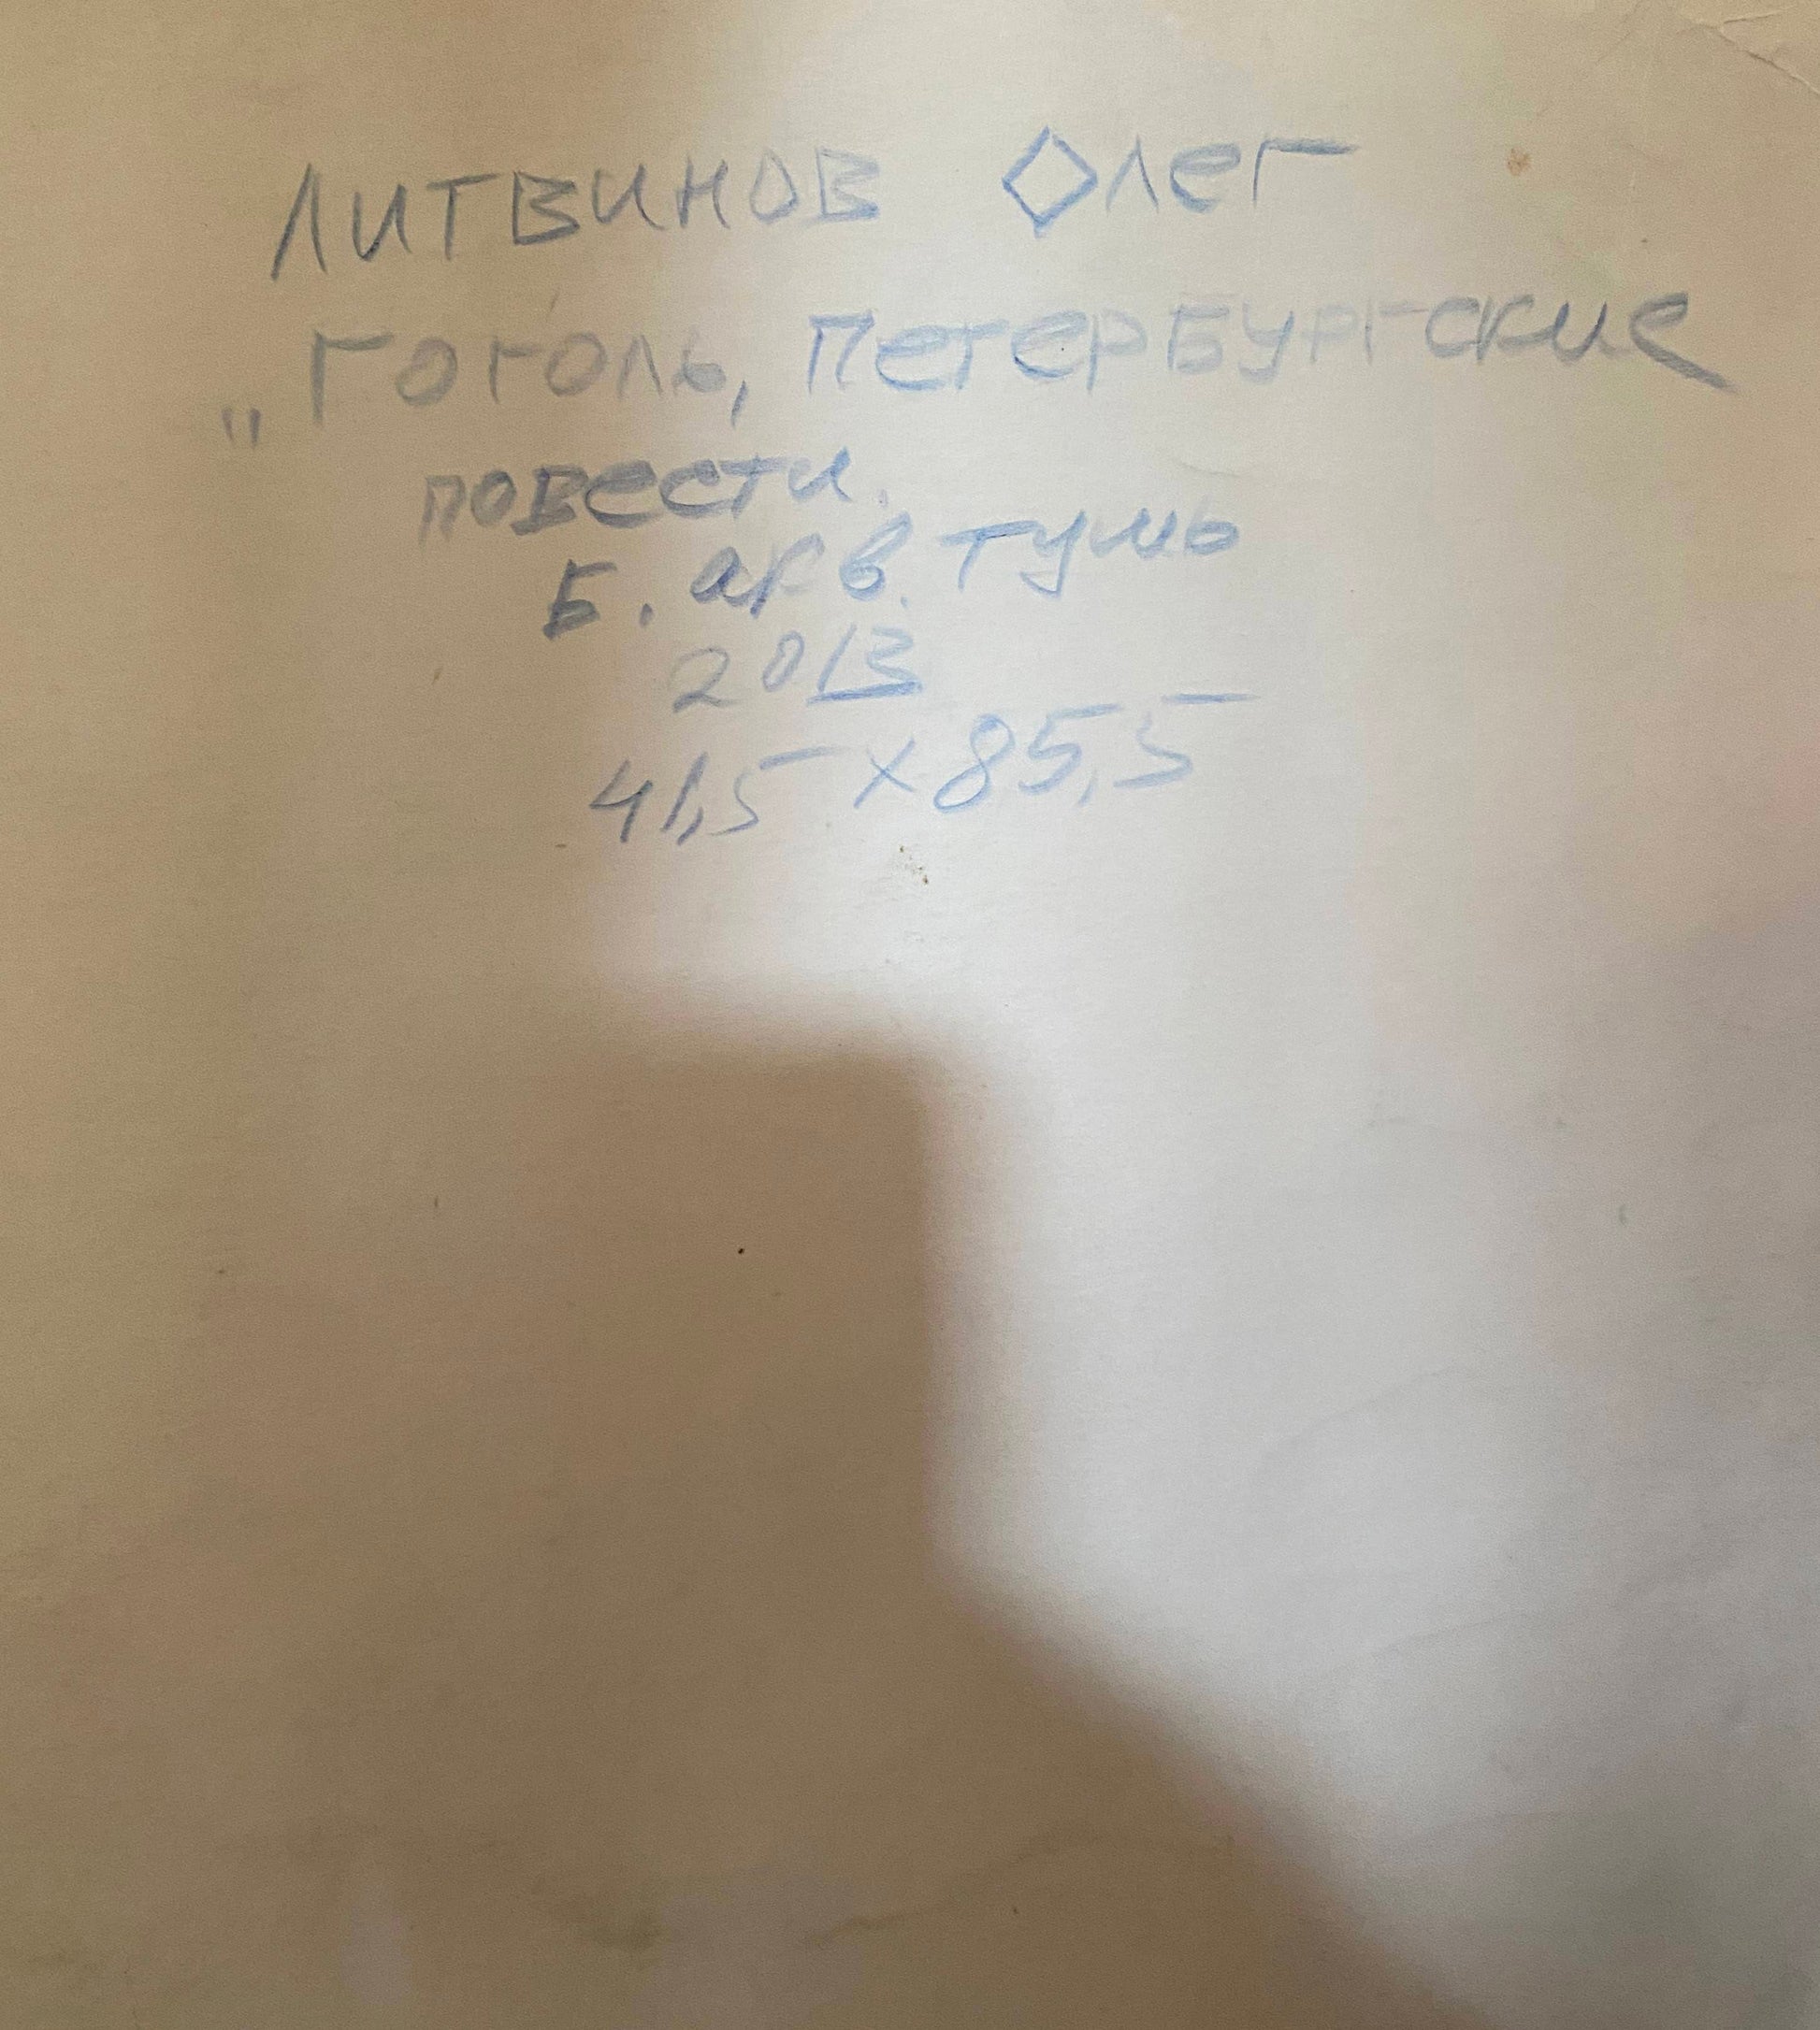 Литвинов Олег
„Гоголь, Петербургские
повести.
Б. акв. тушь
2013
41,5 x 85,5